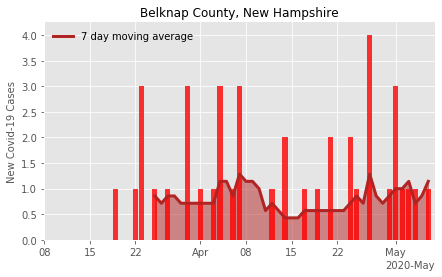 Belknap County, New Hampshire
7 day moving average
New Covid-19 Cases
4.0
3.5
3.0
2.5
2.0
1.5
1.0
0.5
0.0
08 15 22 Apr 08 15 22 May
2020-May